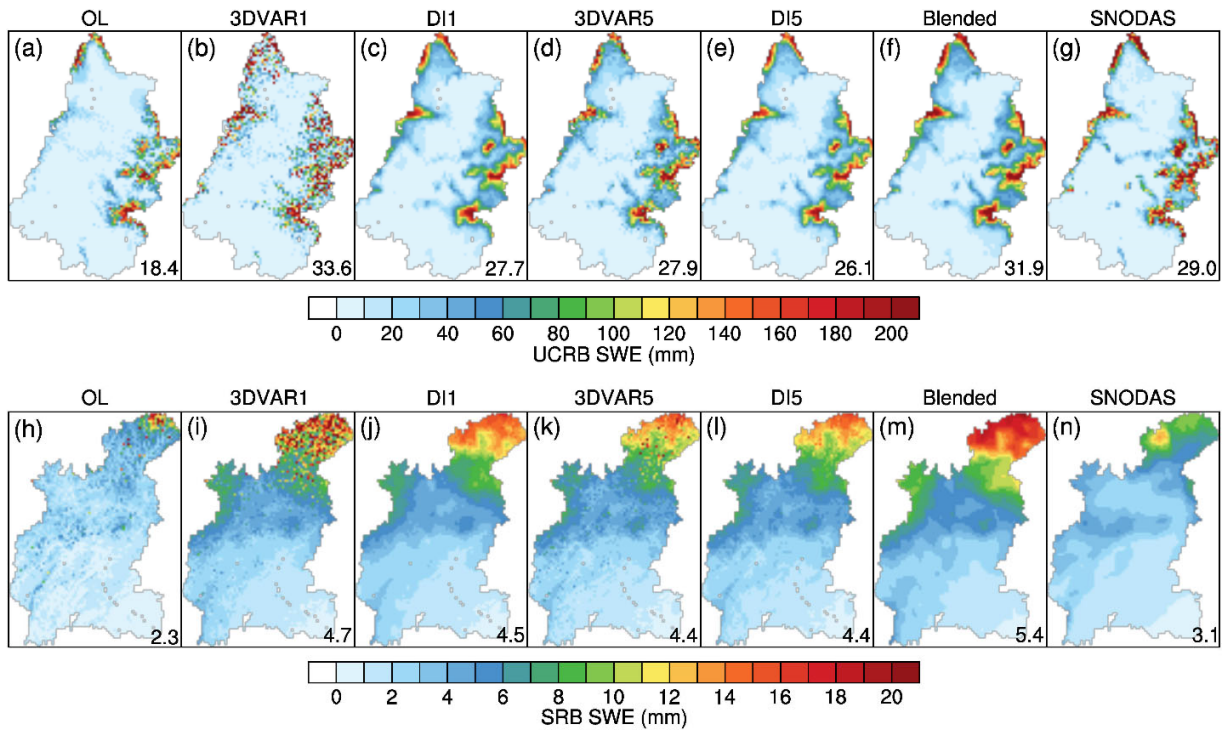 OL 3DVAR1 DI1 3DVAR5 DI5 Blended SNODAS
(a) (b) (c) (d) (e) (f) (g)
18.4 33.6 27.7 27.9 26.1 31.9 29.0
0 20 40 60 80 100 120 140 160 180 200
UCRB SWE (mm)
OL 3DVAR1 DI1 3DVAR5 DI5 Blended SNODAS
(h) (i) (j) (k) (l) (m) (n)
2.3 4.7 4.5 4.4 4.4 5.4 3.1
0 2 4 6 8 10 12 14 16 18 20
SRB SWE (mm)